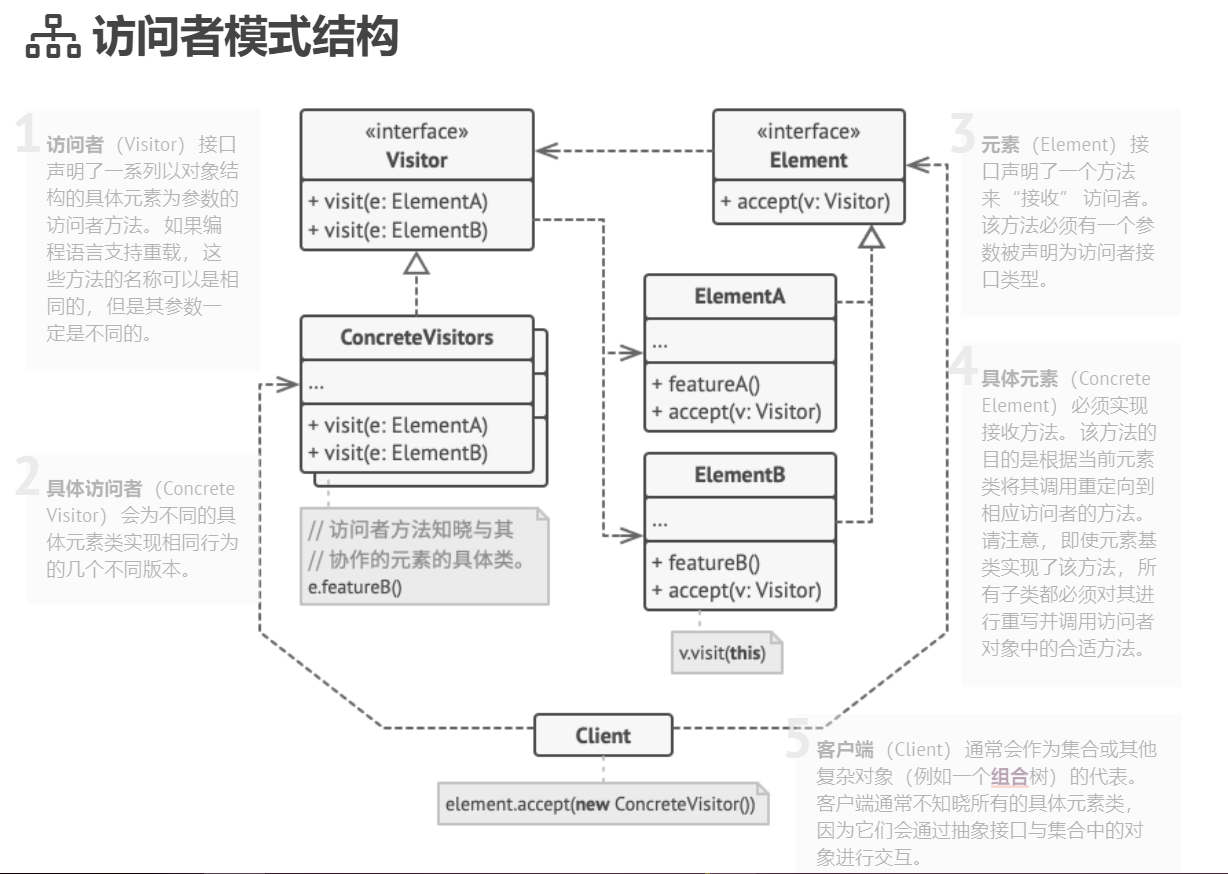 访问者模式结构
1
访问者（Visitor）接口
声明了一系列以对象结
构的具体元素为参数的
访问者方法。如果编
程语言支持重载，这
些方法的名称可以是相
同的，但是其参数一
定是不同的。
«interface»
Visitor
+ visit(e: ElementA)
+ visit(e: ElementB)
«interface»
Element
+ accept(v: Visitor)
3
元素（Element）接
口声明了一个方法
来“接收”访问者。
该方法必须有一个参
数被声明为访问者接
口类型。
ConcreteVisitors
...
+ visit(e: ElementA)
+ visit(e: ElementB)
ElementA
...
+ featureA()
+ accept(v: Visitor)
2
具体访问者（Concrete
Visitor）会为不同的具
体元素类实现相同行为
的几个不同版本。
// 访问者方法知晓与其
// 协作的元素的具体类。
e.featureB()
ElementB
...
+ featureB()
+ accept(v: Visitor)
v.visit(this)
4
具体元素（Concrete
Element）必须实现
接收方法。该方法的
目的是根据当前元素
类将其调用重定向到
相应访问者的方法。
请注意，即使元素基
类实现了该方法，所
有子类都必须对其进
行重写并调用访问者
对象中的合适方法。
Client
element.accept(new ConcreteVisitor())
5
客户端（Client）通常会作为集合或其他
复杂对象（例如一个组合树）的代表。
客户端通常不知晓所有的具体元素类，
因为它们会通过抽象接口与集合中的对
象进行交互。